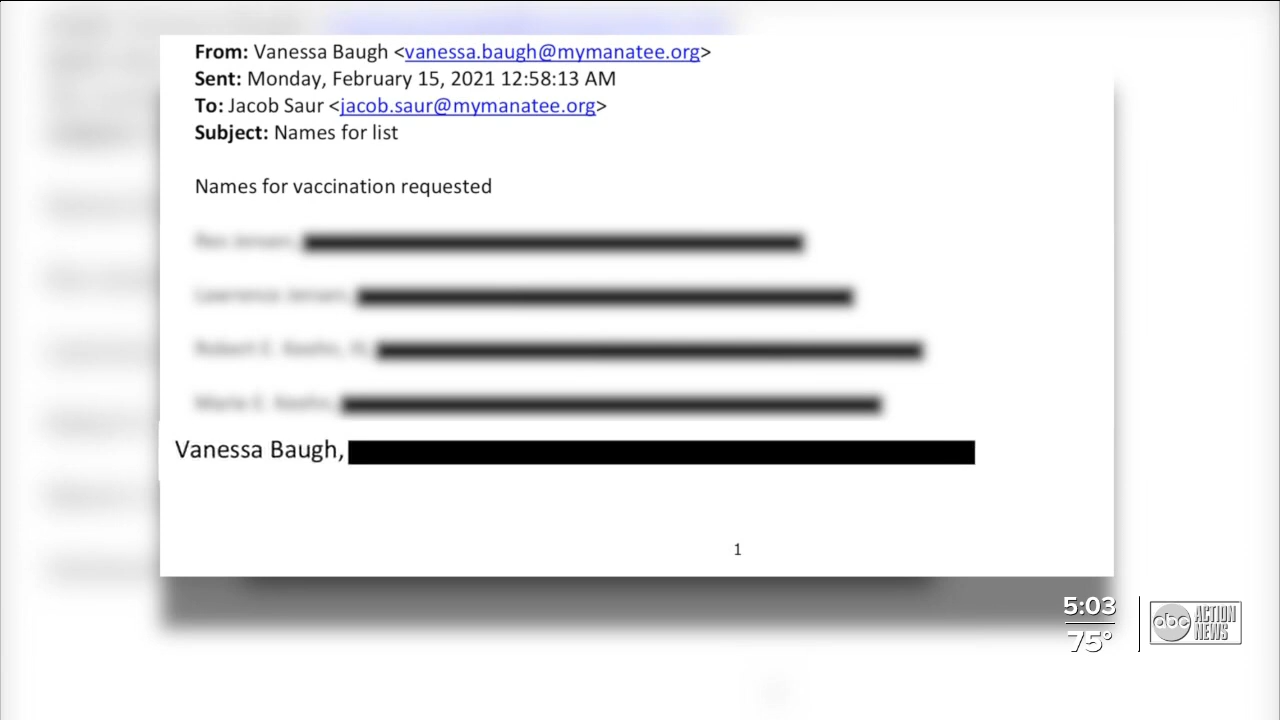 From: Vanessa Baugh <vanessa.baugh@mymanatee.org>
Sent: Monday, February 15, 2021 12:58:13 AM
To: Jacob Saur <jacob.saur@mymanatee.org>
Subject: Names for list
Names for vaccination requested
Vanessa Baugh,
1
5:03
75°
abc ACTION NEWS